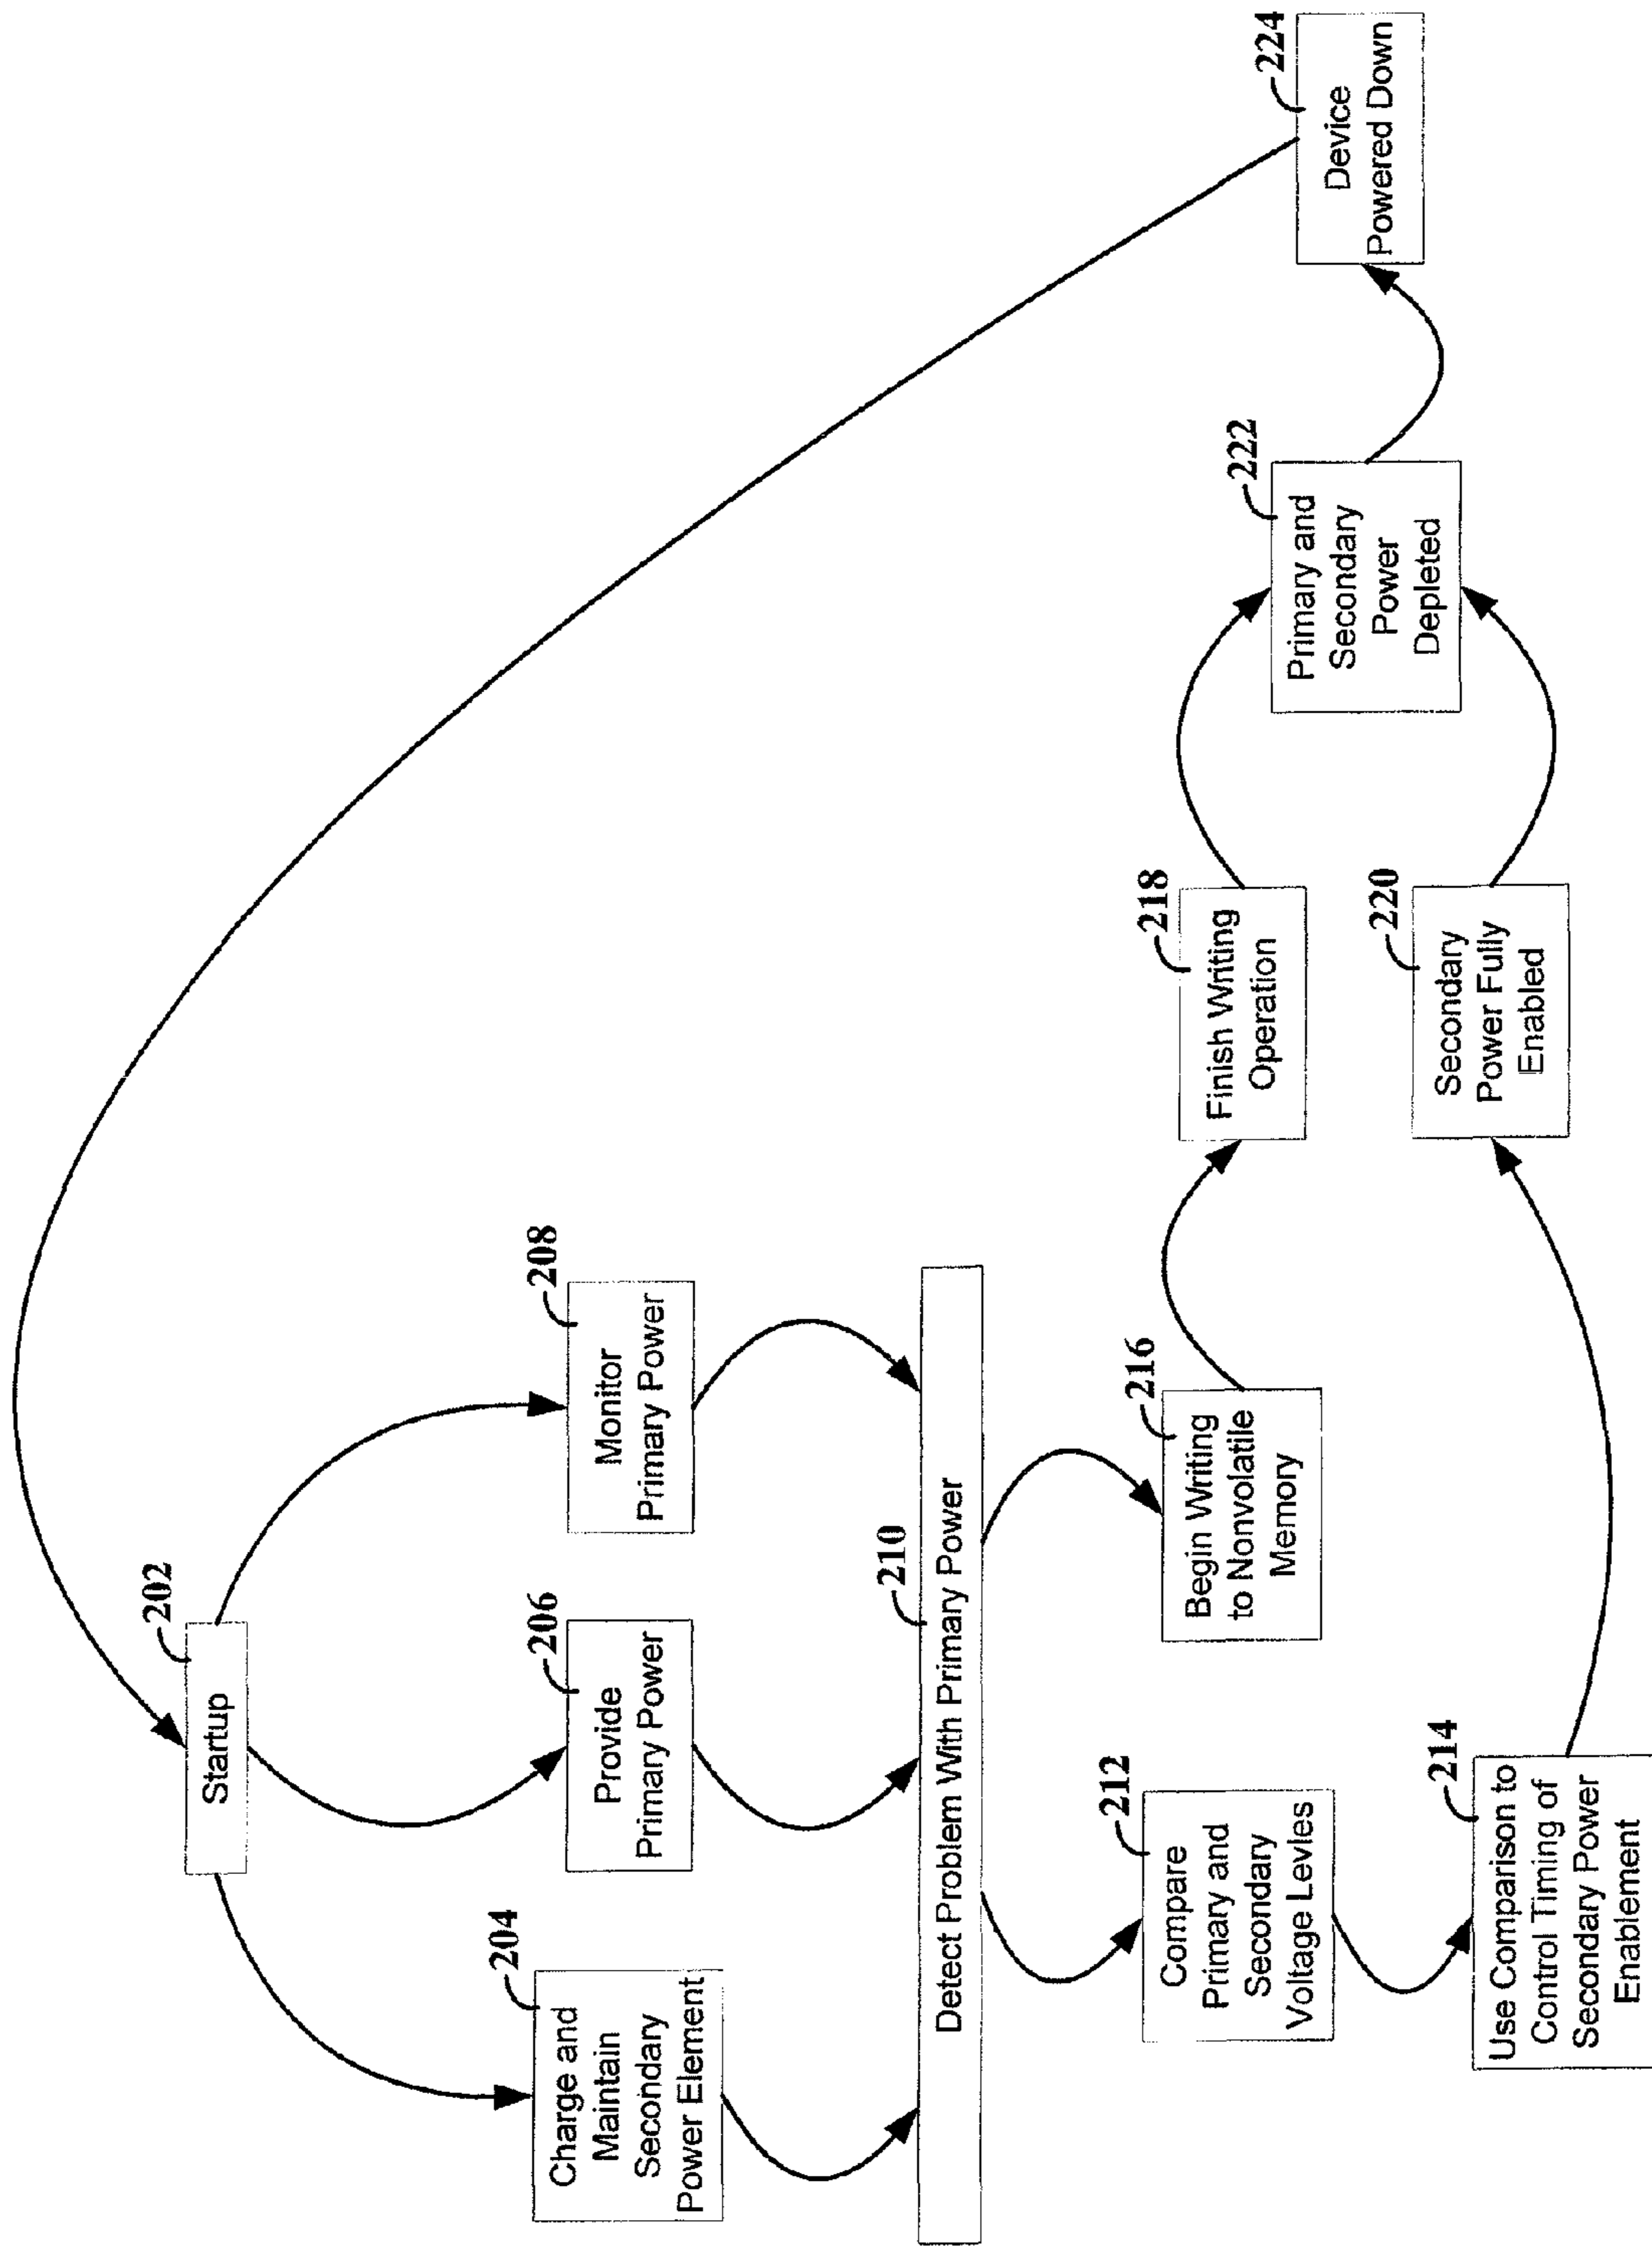 202
Startup
204
Charge and
Maintain
Secondary
Power Element
206
Provide
Primary Power
208
Monitor
Primary Power
210
Detect Problem With Primary Power
212
Compare
Primary and
Secondary
Voltage Levles
214
Use Comparison to
Control Timing of
Secondary Power
Enablement
216
Begin Writing
to Nonvolatile
Memory
218
Finish Writing
Operation
220
Secondary
Power Fully
Enabled
222
Primary and
Secondary
Power
Depleted
224
Device
Powered Down